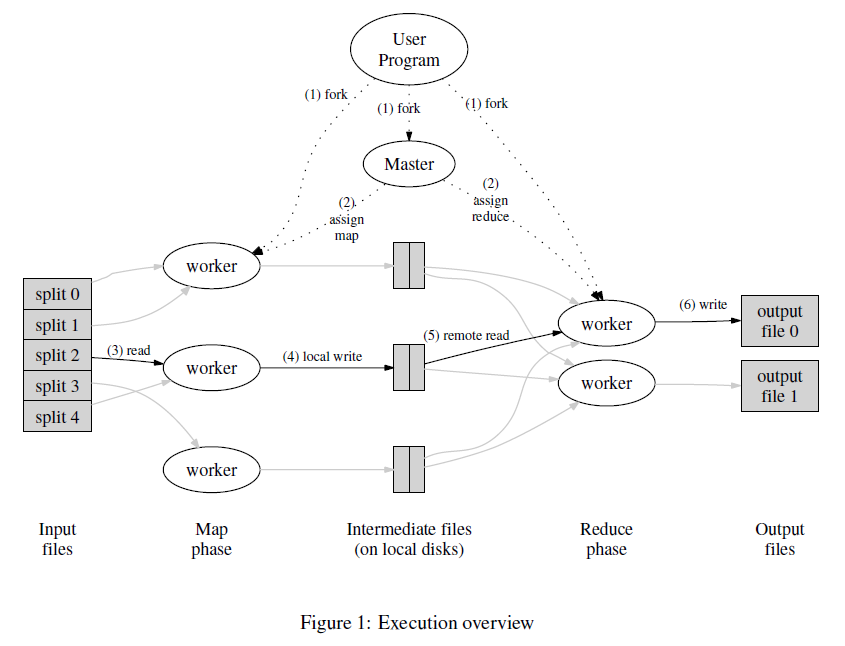 User
Program
(1) fork
(1) fork
(1) fork
Master
(2)
assign
map
(2)
assign
reduce
worker
split 0
split 1
split 2
split 3
split 4
(3) read
worker
(4) local write
(5) remote read
worker
(6) write
output
file 0
worker
output
file 1
worker
Input
files
Map
phase
Intermediate files
(on local disks)
Reduce
phase
Output
files
Figure 1: Execution overview